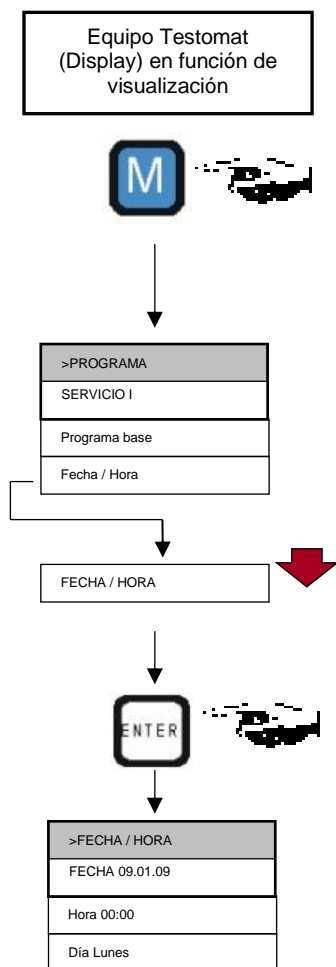 Equipo Testomat
(Display) en función de
visualización
M
>PROGRAMA
SERVICIO I
Programa base
Fecha / Hora
FECHA / HORA
ENTER
>FECHA / HORA
FECHA 09.01.09
Hora 00:00
Día Lunes